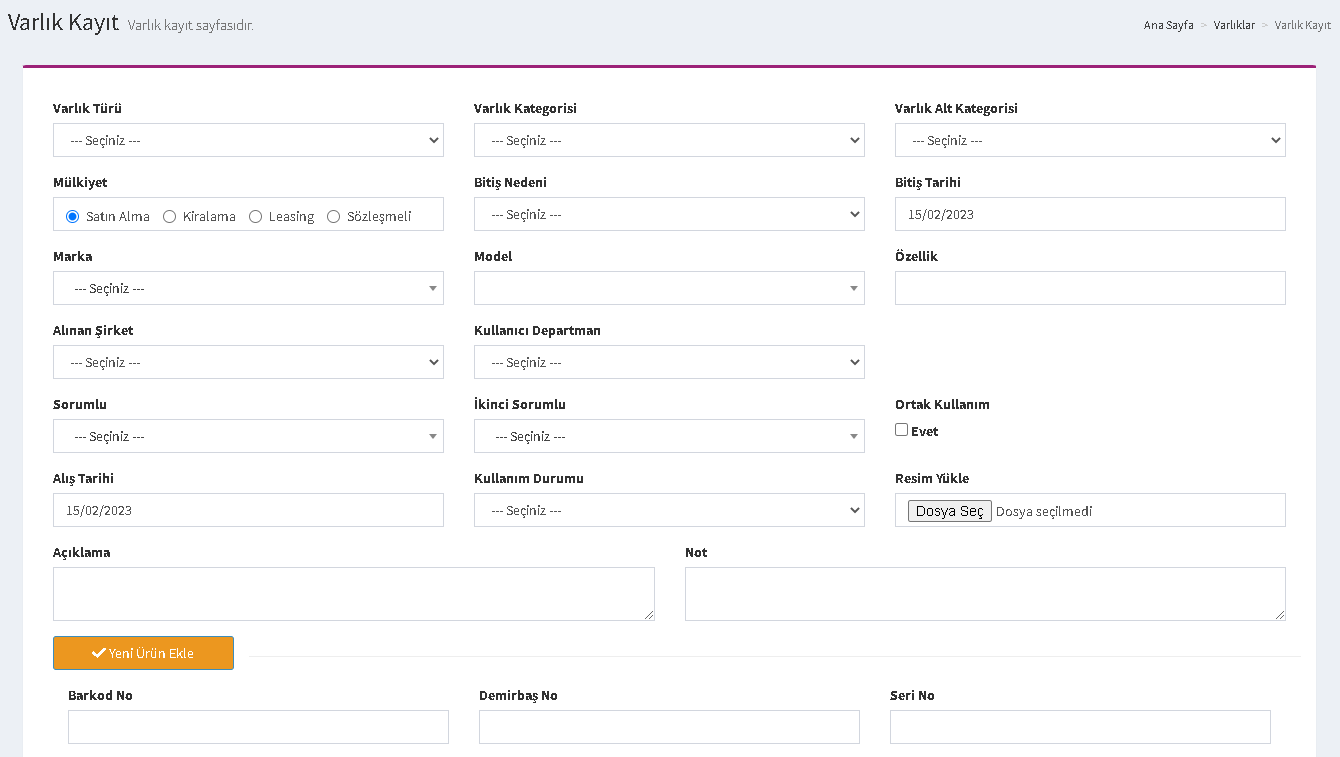 Varlık Kayıt Varlık kayıt sayfasıdır. Ana Sayfa > Varlıklar > Varlık Kayıt
Varlık Türü Varlık Kategorisi Varlık Alt Kategorisi
--- Seçiniz --- --- Seçiniz --- --- Seçiniz ---
Mülkiyet Bitiş Nedeni Bitiş Tarihi
Satın Alma Kiralama Leasing Sözleşmeli --- Seçiniz --- 15/02/2023
Marka Model Özellik
--- Seçiniz ---
Alınan Şirket Kullanıcı Departman
--- Seçiniz --- --- Seçiniz ---
Sorumlu İkinci Sorumlu Ortak Kullanım
--- Seçiniz --- --- Seçiniz --- Evet
Alış Tarihi Kullanım Durumu Resim Yükle
15/02/2023 --- Seçiniz --- Dosya Seç Dosya seçilmedi
Açıklama Not
Yeni Ürün Ekle
Barkod No Demirbaş No Seri No